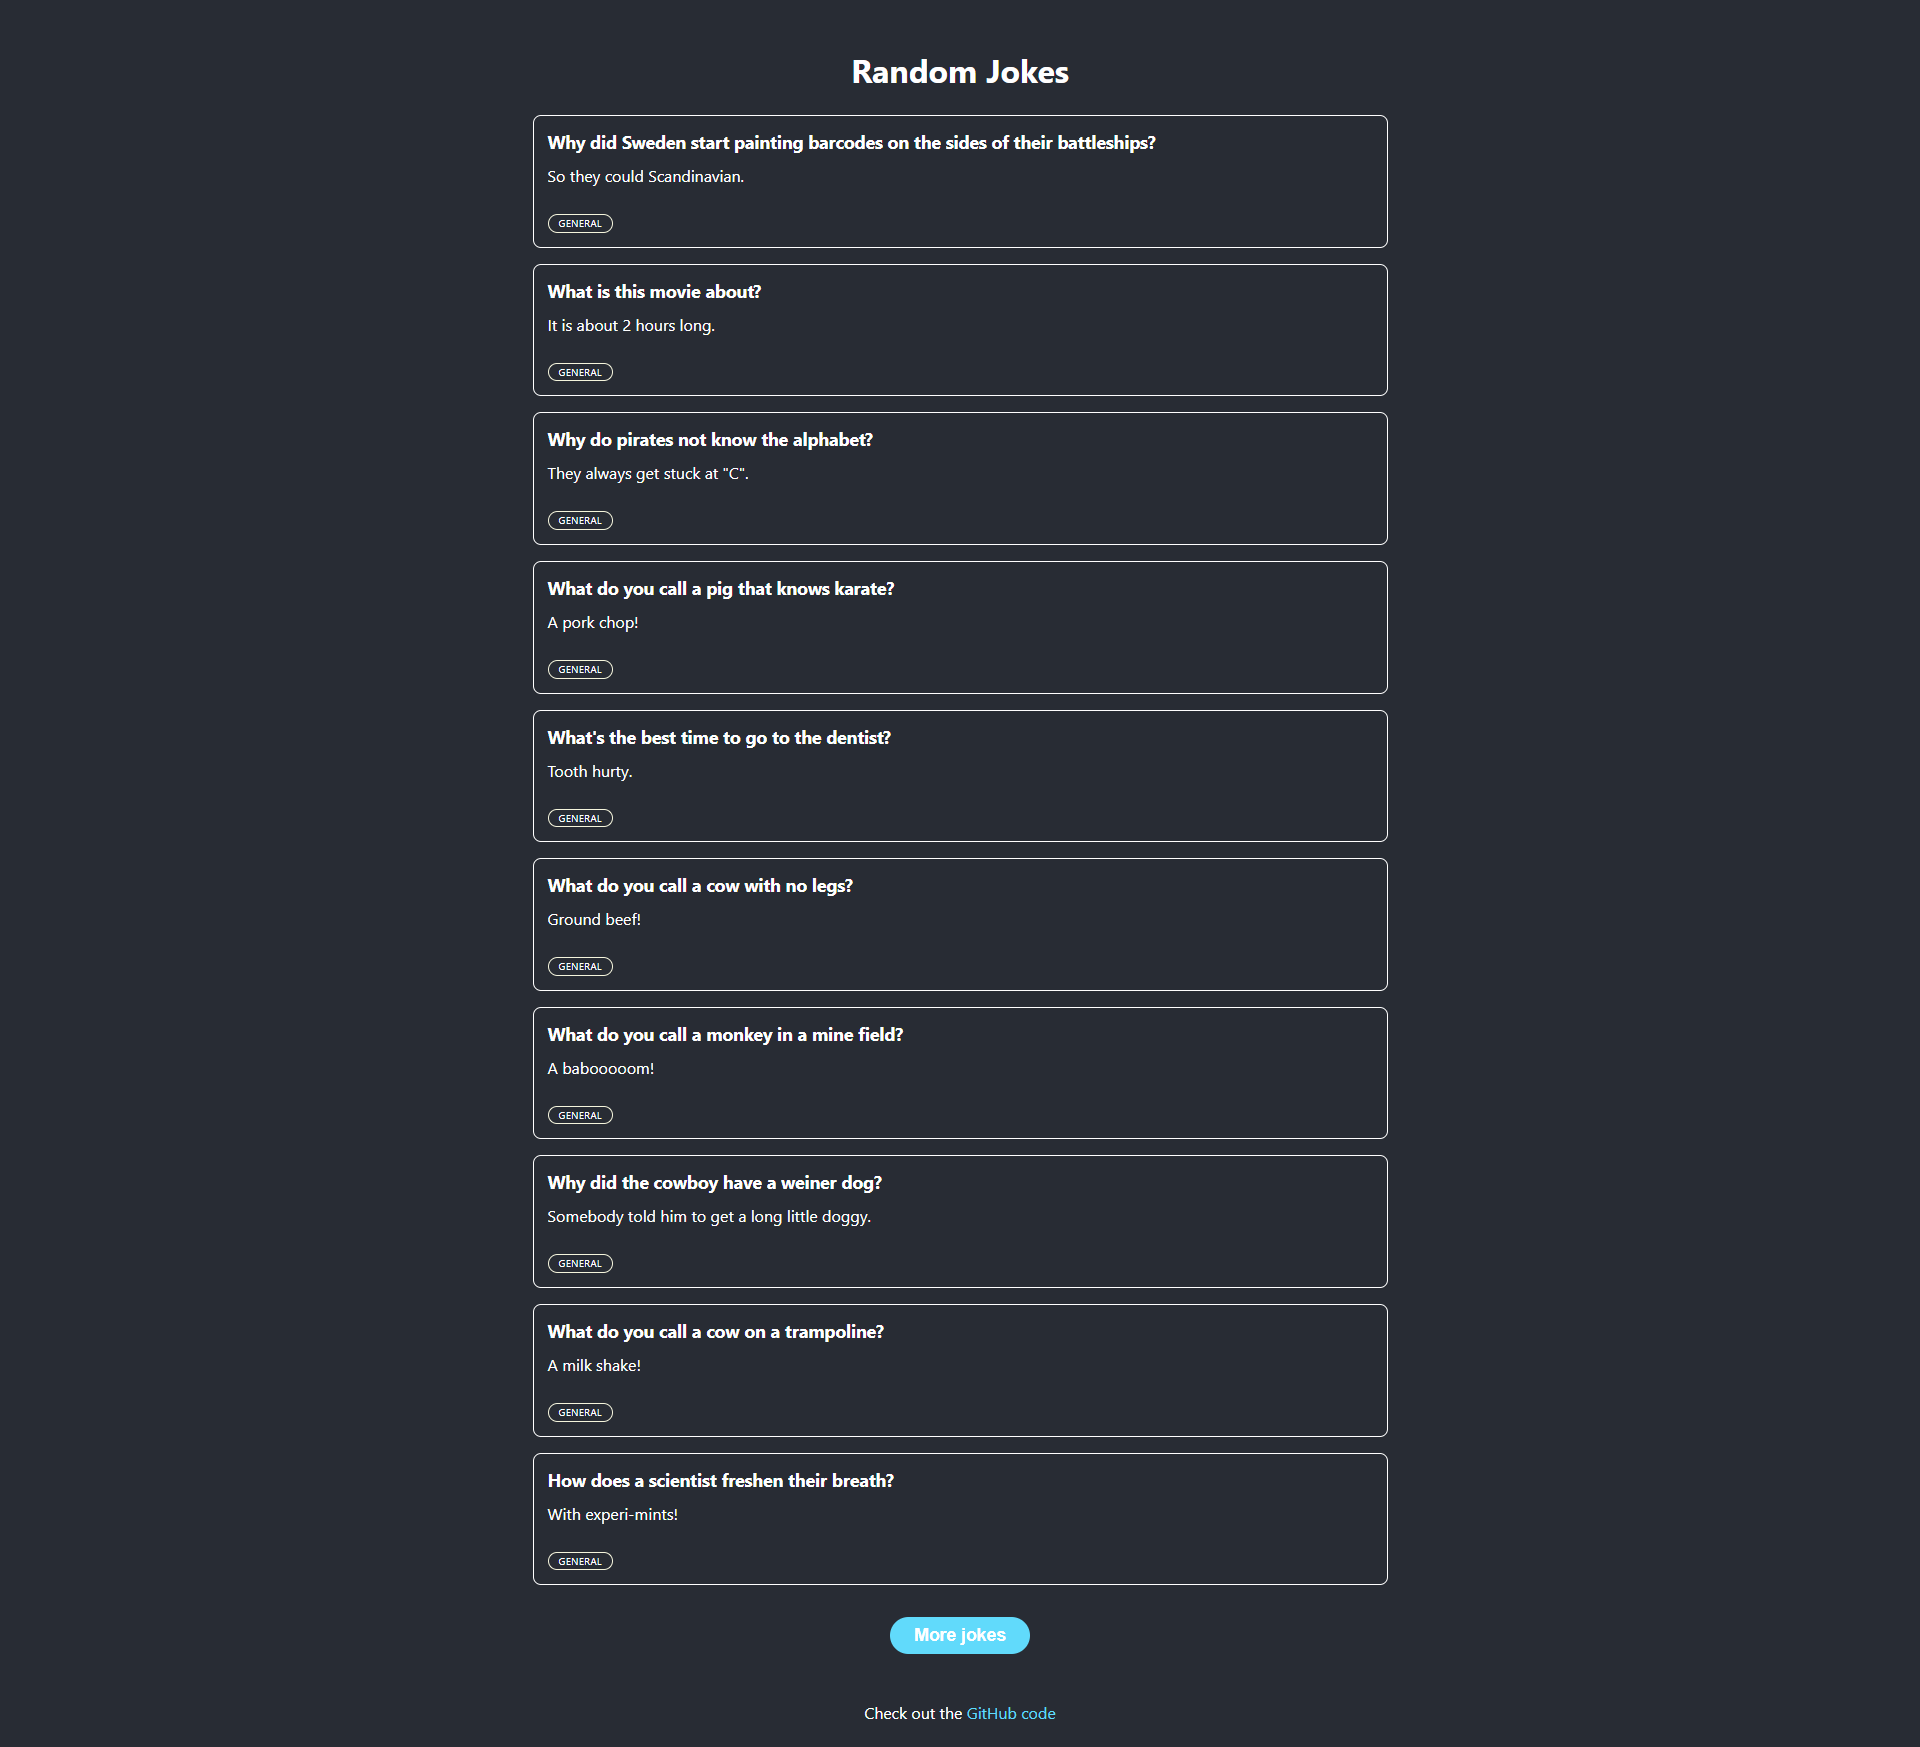 Random Jokes
Why did Sweden start painting barcodes on the sides of their battleships?
So they could Scandinavian.
GENERAL
What is this movie about?
It is about 2 hours long.
GENERAL
Why do pirates not know the alphabet?
They always get stuck at "C".
GENERAL
What do you call a pig that knows karate?
A pork chop!
GENERAL
What's the best time to go to the dentist?
Tooth hurty.
GENERAL
What do you call a cow with no legs?
Ground beef!
GENERAL
What do you call a monkey in a mine field?
A babooooom!
GENERAL
Why did the cowboy have a weiner dog?
Somebody told him to get a long little doggy.
GENERAL
What do you call a cow on a trampoline?
A milk shake!
GENERAL
How does a scientist freshen their breath?
With experi-mints!
GENERAL
More jokes
Check out the GitHub code